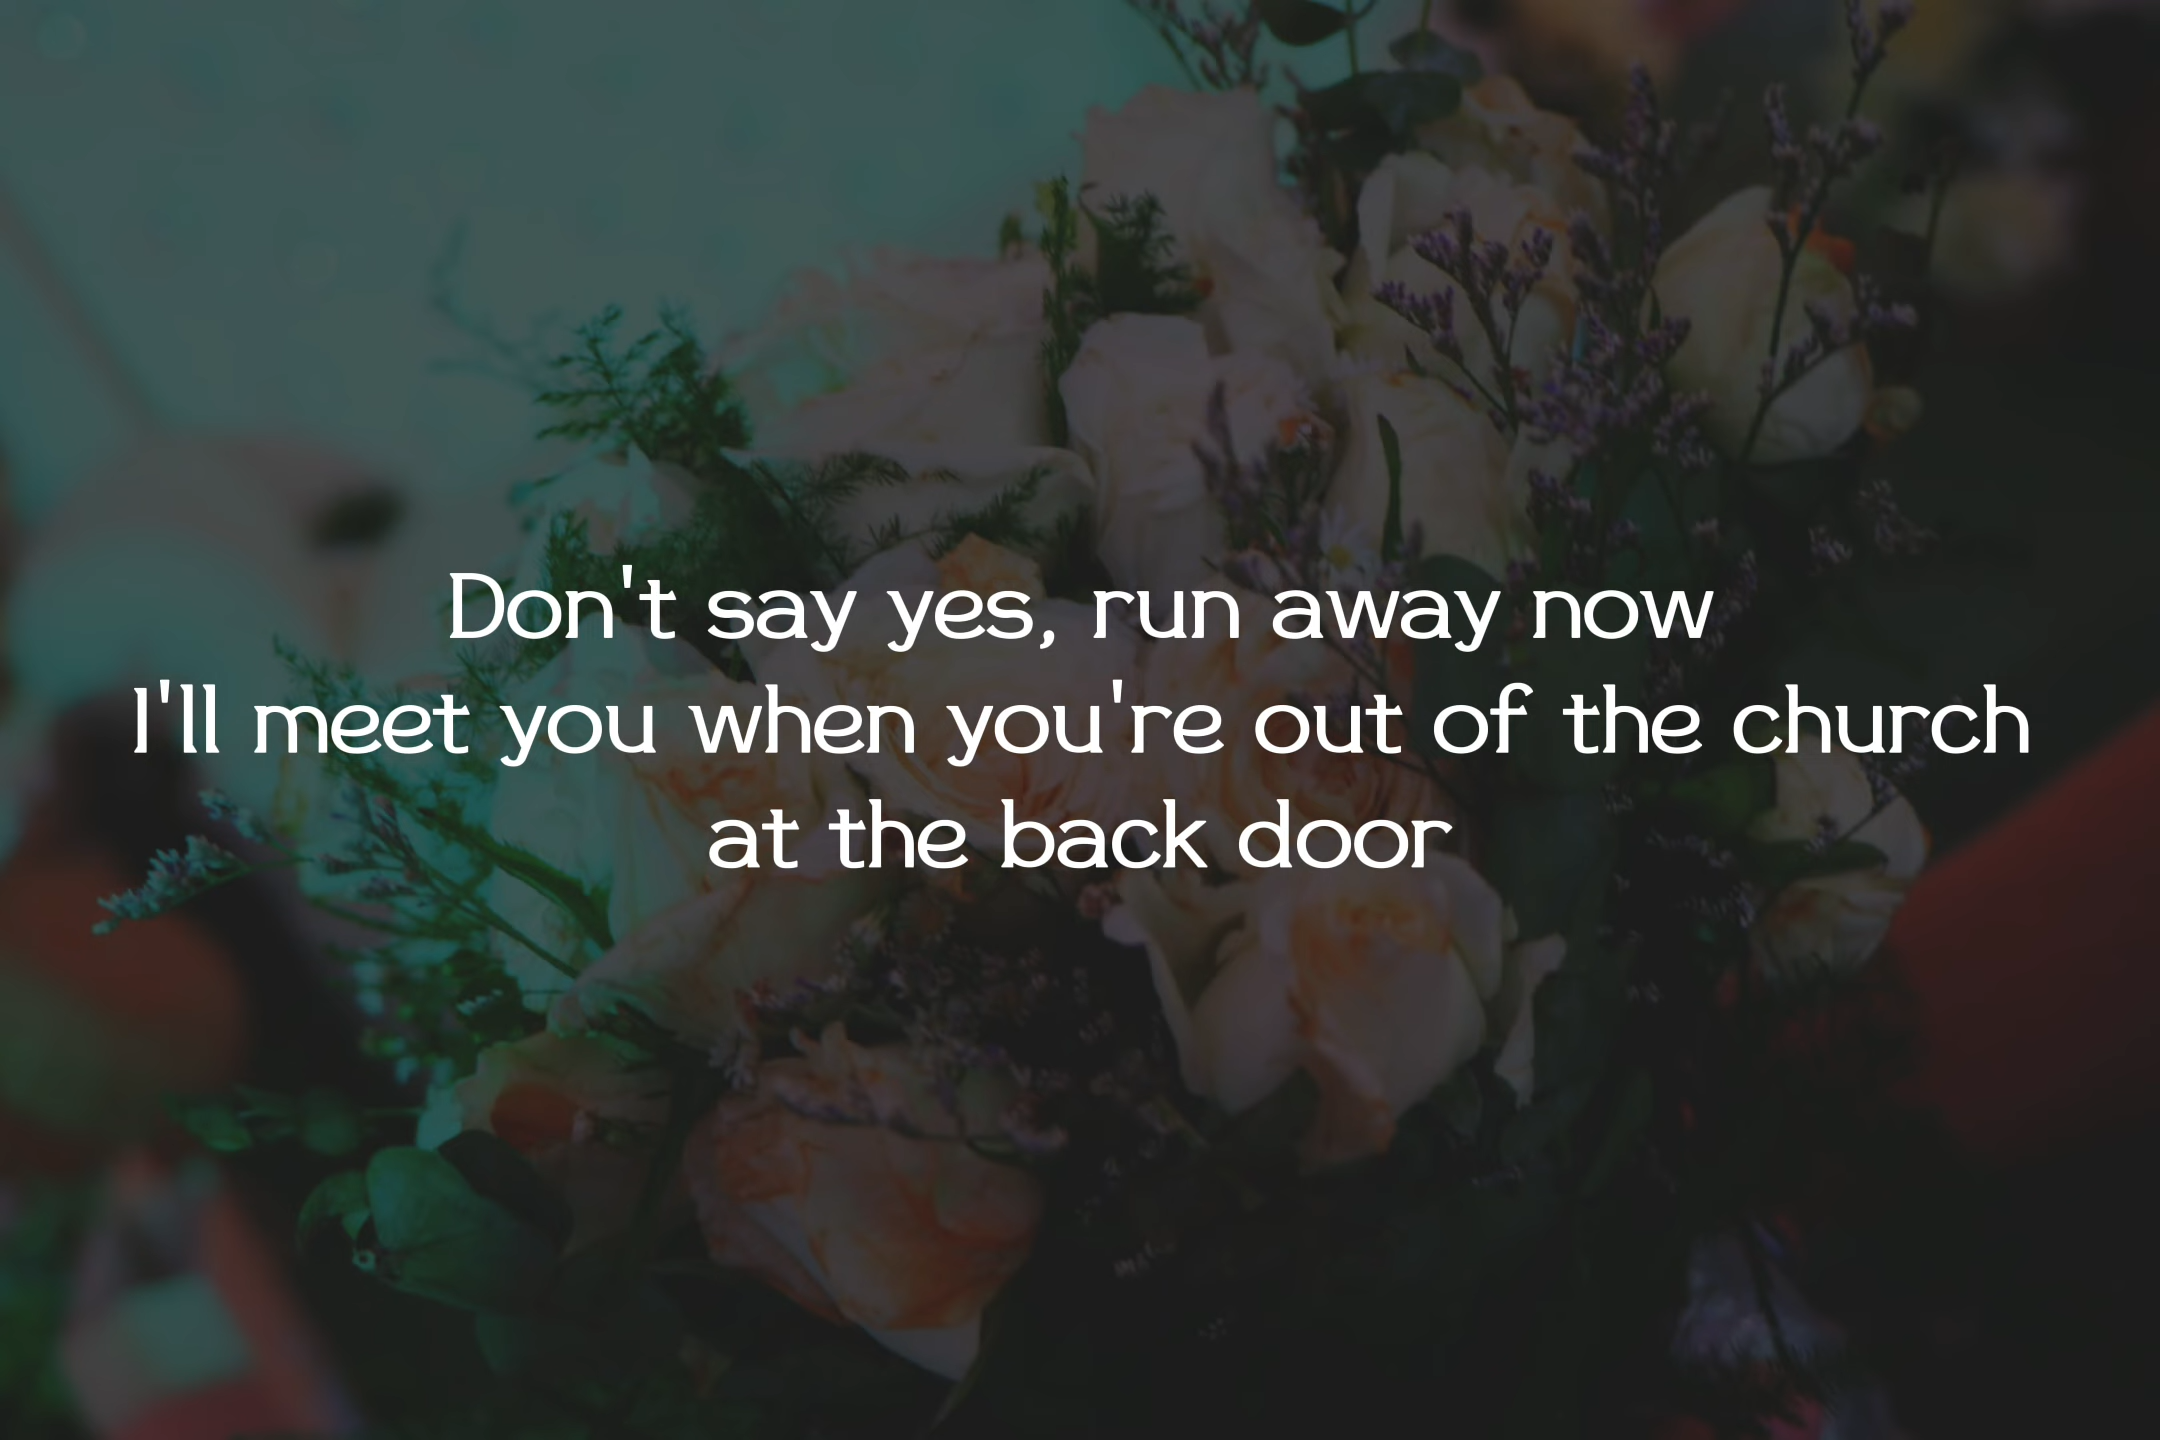 Don't say yes, run away now
I'll meet you when you're out of the church
at the back door